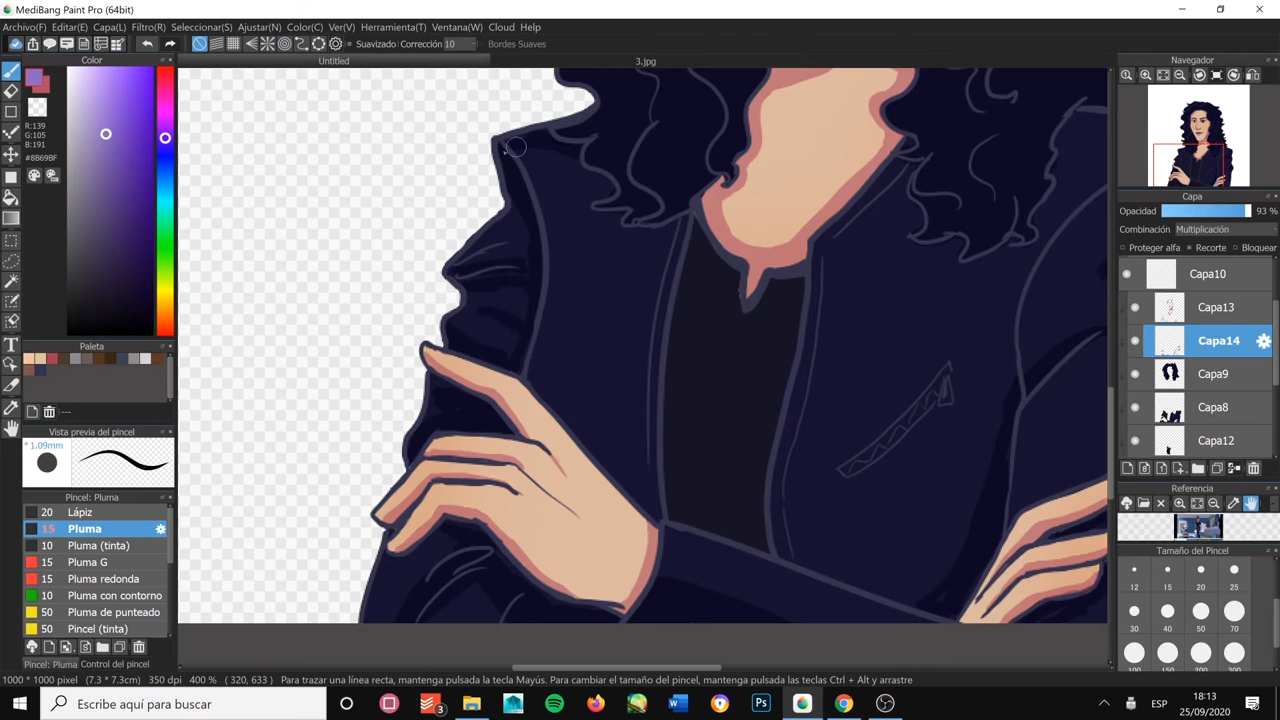 MediBang Paint Pro (64bit)
Archivo(F) Editar(E) Capa(L) Filtro(R) Seleccionar(S) Ajustar(N) Color(C) Ver(V) Herramienta(T) Ventana(W) Cloud Help
Suavizado Corrección 10 Bordes Suaves
Color
Untitled
3.jpg
Navegador
R:139
G:105
B:191
#8B69BF
Capa
Opacidad 93 %
Combinación Multiplicación
Proteger alfa Recorte Bloquear
Capa10
Capa13
Capa14
Capa9
Capa8
Capa12
Paleta
---
Vista previa del pincel
* 1.09mm
Pincel: Pluma
20 Lápiz
15 Pluma
10 Pluma (tinta)
15 Pluma G
15 Pluma redonda
10 Pluma con contorno
50 Pluma de punteado
50 Pincel (tinta)
Pincel: Pluma Control del pincel
Referencia
Tamaño del Pincel
12 15 20 25
30 40 50 70
100 150 200 300
1000 * 1000 pixel (7.3 * 7.3cm) 350 dpi 400 % ( 320, 633 ) Para trazar una línea recta, mantenga pulsada la tecla Mayús. Para cambiar el tamaño del pincel, mantenga pulsadas las teclas Ctrl + Alt y arrastre
Escribe aquí para buscar
3
W
Ps
ESP
18:13
25/09/2020
3